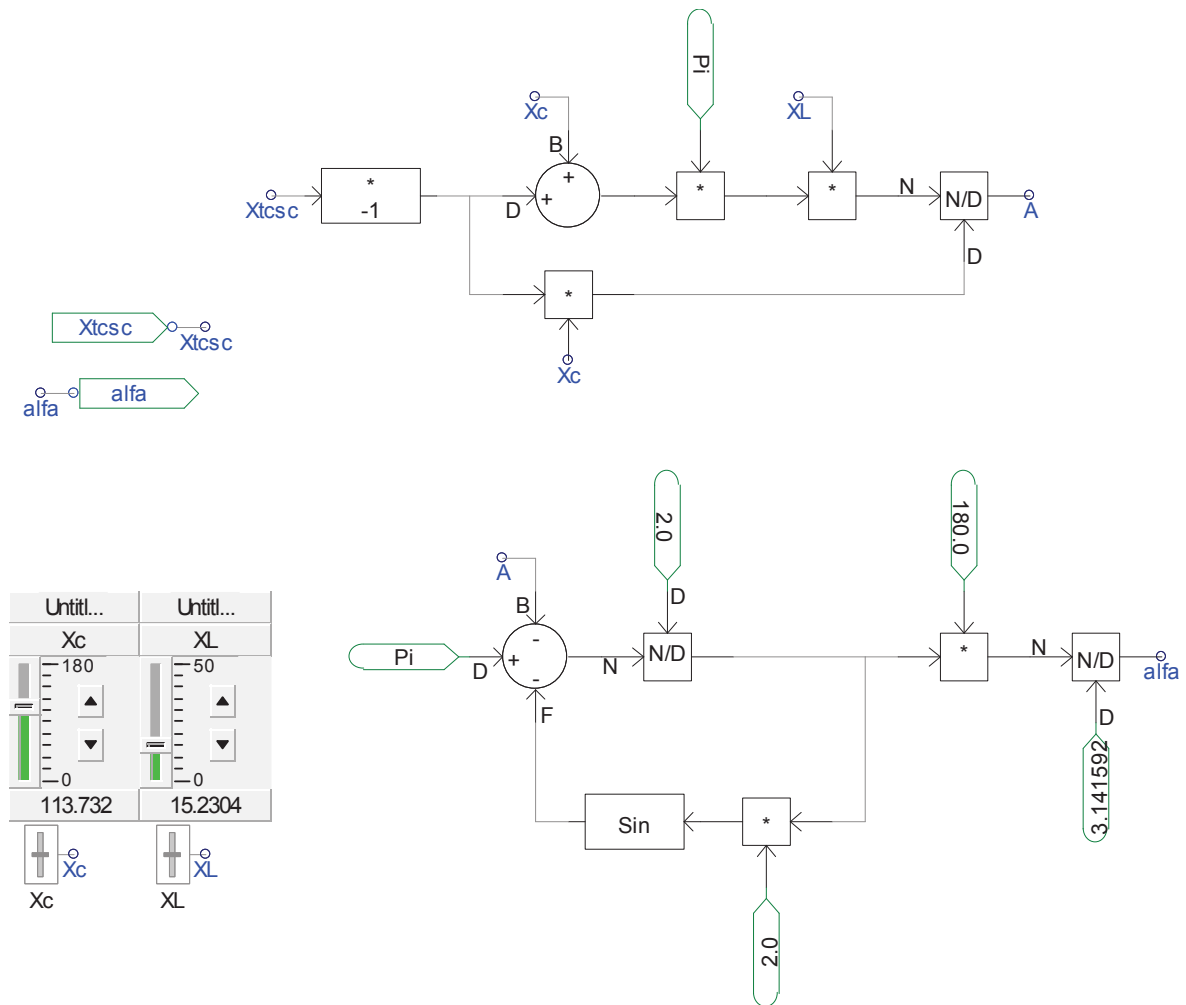 Pi
Xc
XL
B
*
-1
+
+
*
*
N
N/D
Xtcsc
D
A
D
*
Xtcsc
Xtcsc
Xc
alfa
alfa
2.0
180.0
A
D
B
Untitl... Untitl...
Xc XL
180 50
-
Pi
+
D
N
N/D
*
N
N/D
alfa
-
F
D
0 0
113.732 15.2304
Sin
*
3.141592
Xc XL
Xc XL
2.0